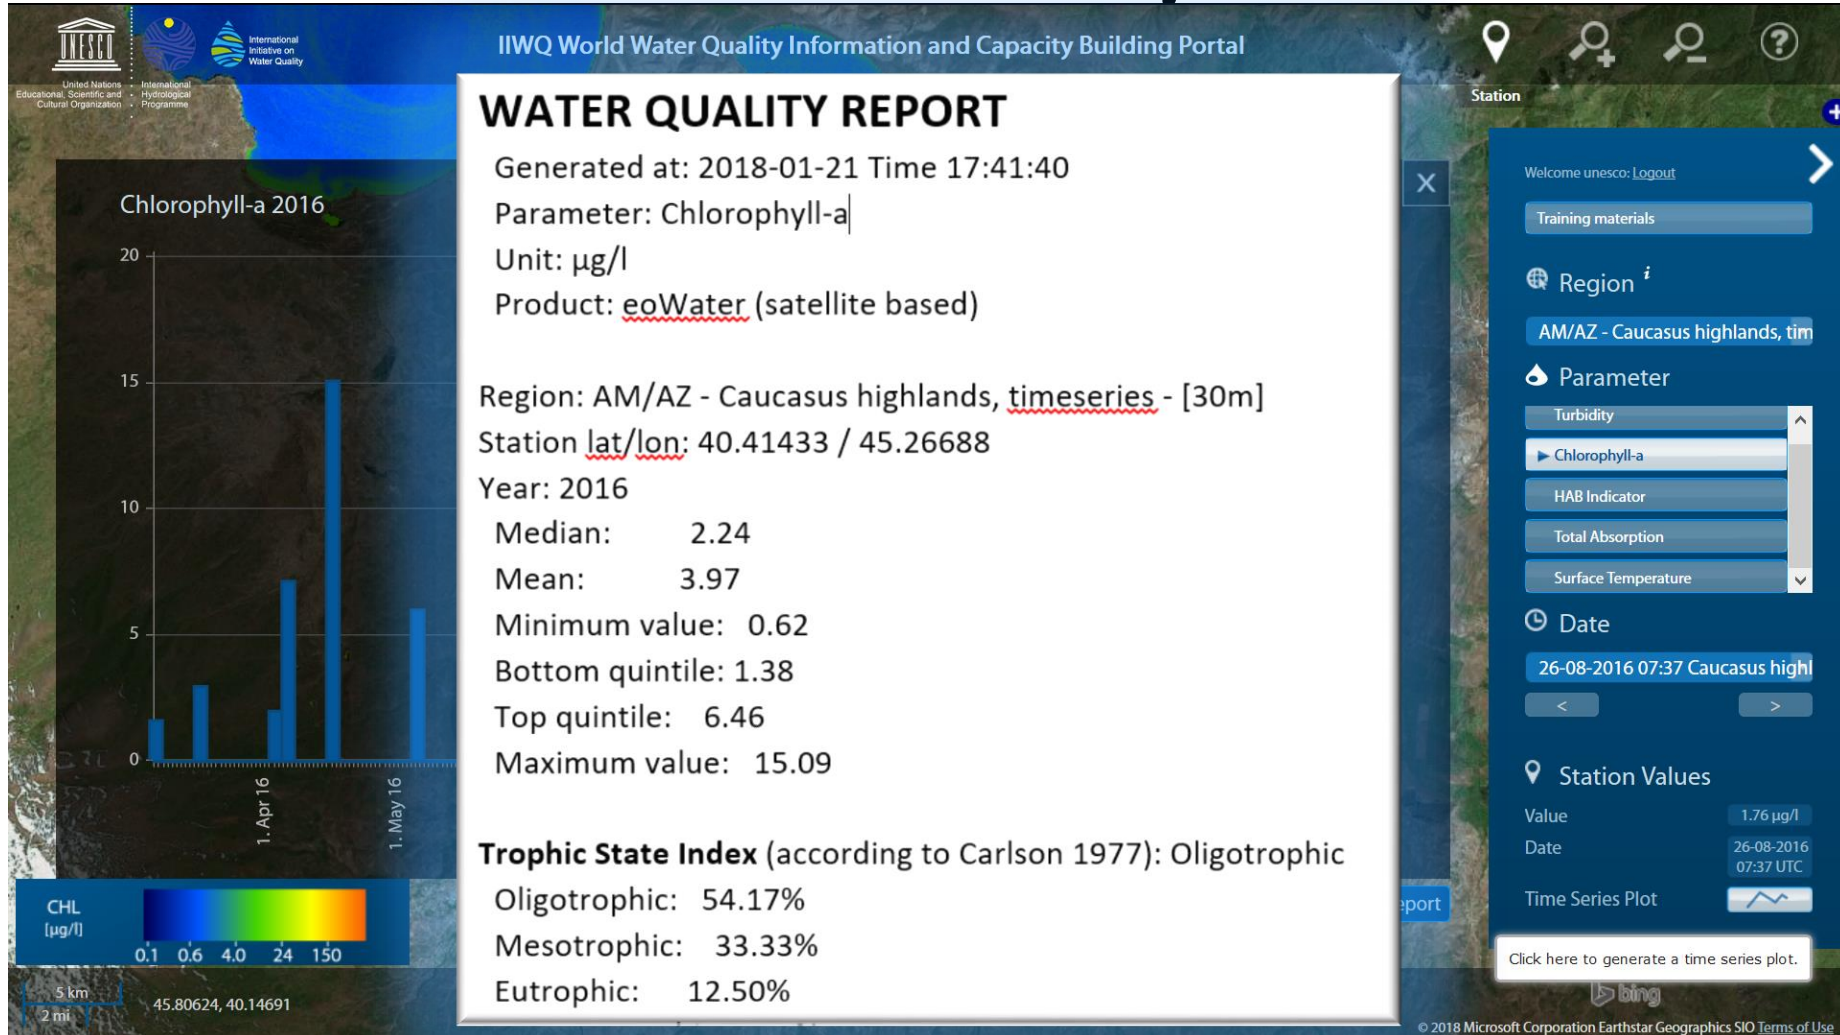 UNESCO
United Nations
Educational, Scientific and
Cultural Organization
International
Hydrological
Programme
International
Initiative on
Water Quality
IIWQ World Water Quality Information and Capacity Building Portal
Station
WATER QUALITY REPORT
Generated at: 2018-01-21 Time 17:41:40
Parameter: Chlorophyll-a
Unit: µg/l
Product: eoWater (satellite based)
Region: AM/AZ - Caucasus highlands, timeseries - [30m]
Station lat/lon: 40.41433 / 45.26688
Year: 2016
Median: 2.24
Mean: 3.97
Minimum value: 0.62
Bottom quintile: 1.38
Top quintile: 6.46
Maximum value: 15.09
Trophic State Index (according to Carlson 1977): Oligotrophic
Oligotrophic: 54.17%
Mesotrophic: 33.33%
Eutrophic: 12.50%
Chlorophyll-a 2016
20
15
10
5
0
1. Apr 16
1. May 16
CHL
[µg/l]
0.1 0.6 4.0 24 150
5 km
2 mi
45.80624, 40.14691
X
eport
Welcome unesco: Logout
Training materials
Region i
AM/AZ - Caucasus highlands, tim
Parameter
Turbidity
Chlorophyll-a
HAB Indicator
Total Absorption
Surface Temperature
Date
26-08-2016 07:37 Caucasus highl
< >
Station Values
Value 1.76 µg/l
Date 26-08-2016
07:37 UTC
Time Series Plot
Click here to generate a time series plot.
bing
© 2018 Microsoft Corporation Earthstar Geographics SIO Terms of Use